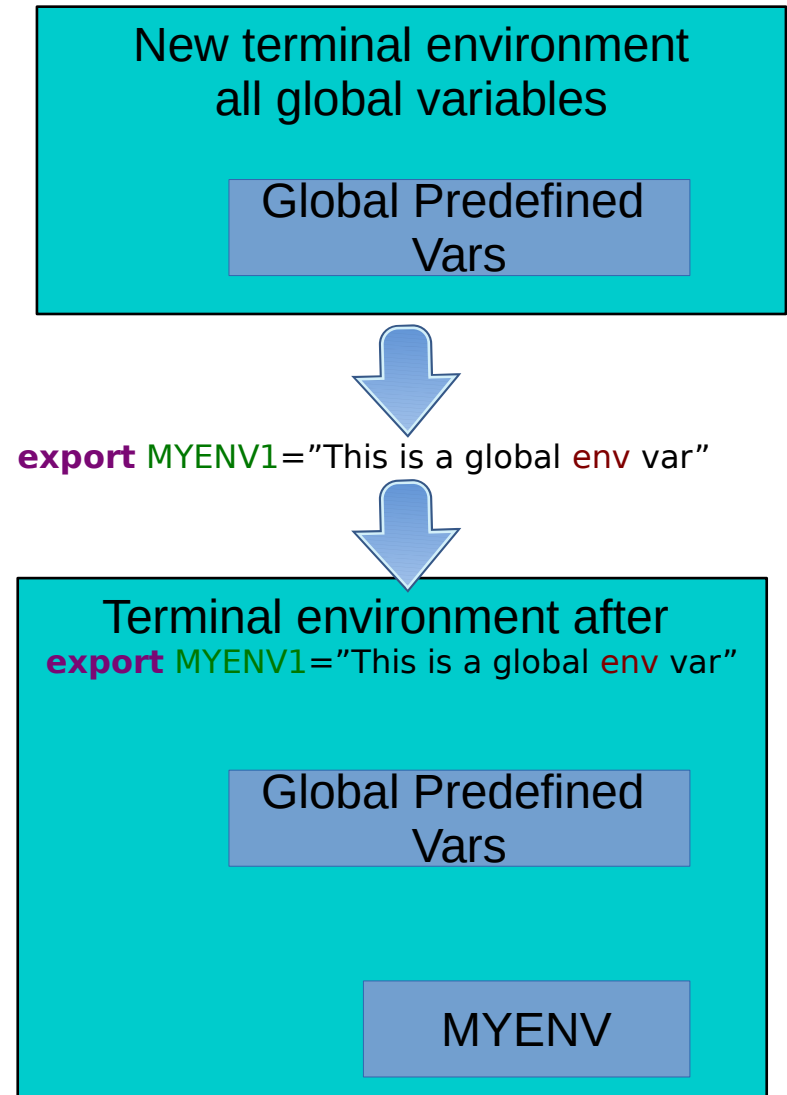 New terminal environment
all global variables
Global Predefined
Vars
export MYENV1=”This is a global env var”
Terminal environment after
export MYENV1=”This is a global env var”
Global Predefined
Vars
MYENV